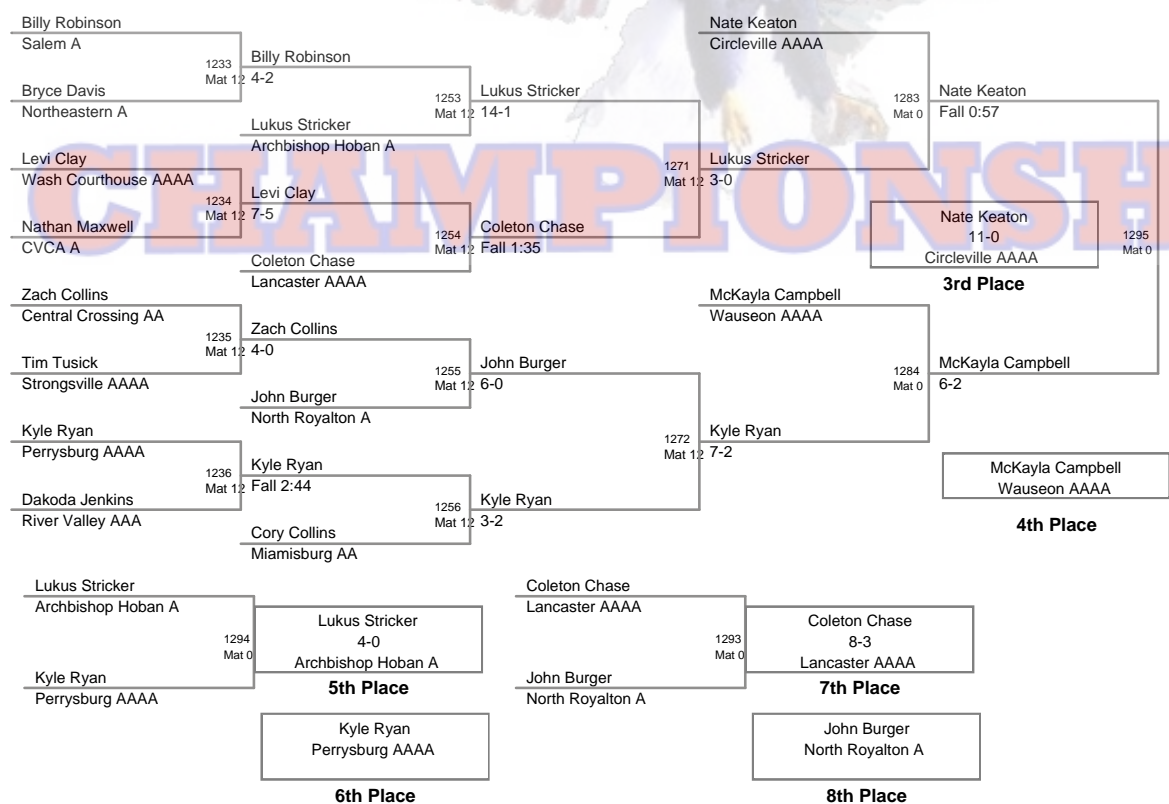 Billy Robinson
Salem A
1233
Mat 12
Bryce Davis
Northeastern A
Billy Robinson
4-2
Lukus Stricker
Archbishop Hoban A
1253
Mat 12
Lukus Stricker
14-1
Levi Clay
Wash Courthouse AAAA
1234
Mat 12
Nathan Maxwell
CVCA A
Levi Clay
7-5
Coleton Chase
Lancaster AAAA
1254
Mat 12
Coleton Chase
Fall 1:35
1271
Mat 12
Lukus Stricker
3-0
Nate Keaton
Circleville AAAA
1283
Mat 0
Nate Keaton
Fall 0:57
CHAMPIONSH
Nate Keaton
11-0
Circleville AAAA
3rd Place
1295
Mat 0
Zach Collins
Central Crossing AA
1235
Mat 12
Tim Tusick
Strongsville AAAA
Zach Collins
4-0
John Burger
North Royalton A
1255
Mat 12
John Burger
6-0
Kyle Ryan
Perrysburg AAAA
1236
Mat 12
Dakoda Jenkins
River Valley AAA
Kyle Ryan
Fall 2:44
Cory Collins
Miamisburg AA
1256
Mat 12
Kyle Ryan
3-2
1272
Mat 12
Kyle Ryan
7-2
McKayla Campbell
Wauseon AAAA
1284
Mat 0
McKayla Campbell
6-2
McKayla Campbell
Wauseon AAAA
4th Place
Lukus Stricker
Archbishop Hoban A
1294
Mat 0
Kyle Ryan
Perrysburg AAAA
Lukus Stricker
4-0
Archbishop Hoban A
5th Place
Kyle Ryan
Perrysburg AAAA
6th Place
Coleton Chase
Lancaster AAAA
1293
Mat 0
John Burger
North Royalton A
Coleton Chase
8-3
Lancaster AAAA
7th Place
John Burger
North Royalton A
8th Place